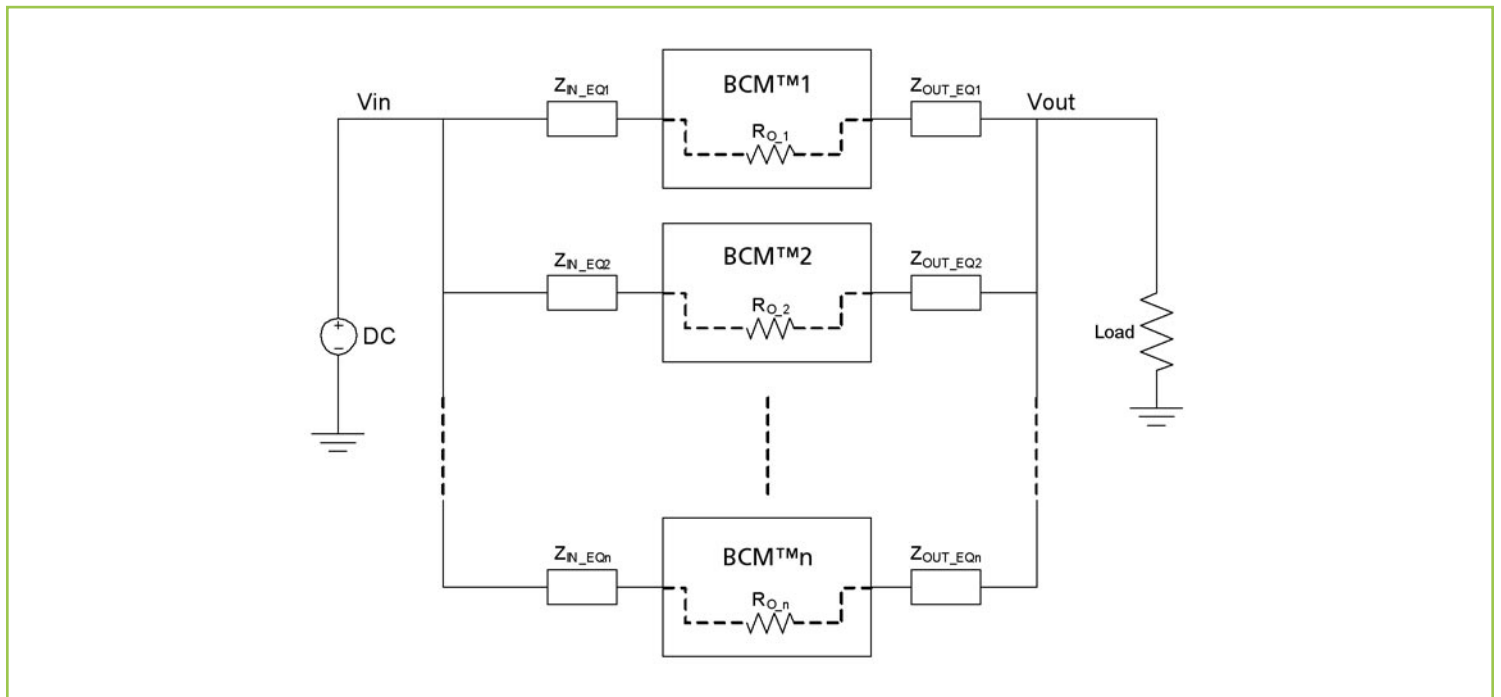 Vin
Z_IN_EQ1
BCM™1
R_O_1
Z_OUT_EQ1
Vout
Z_IN_EQ2
BCM™2
R_O_2
Z_OUT_EQ2
+
−
DC
Load
Z_IN_EQn
BCM™n
R_O_n
Z_OUT_EQn